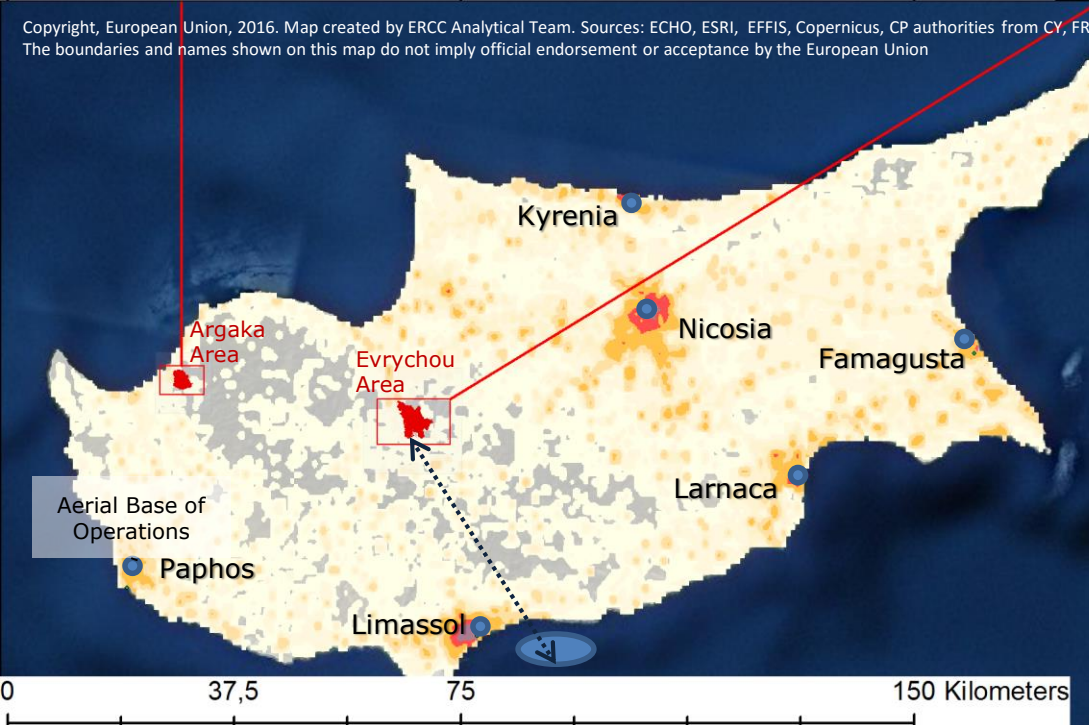 Copyright, European Union, 2016. Map created by ERCC Analytical Team. Sources: ECHO, ESRI, EFFIS, Copernicus, CP authorities from CY, FR
The boundaries and names shown on this map do not imply official endorsement or acceptance by the European Union
Kyrenia
Nicosia
Argaka
Area
Famagusta
Evrychou
Area
Larnaca
Aerial Base of
Operations
Paphos
Limassol
0 37,5 75 150 Kilometers